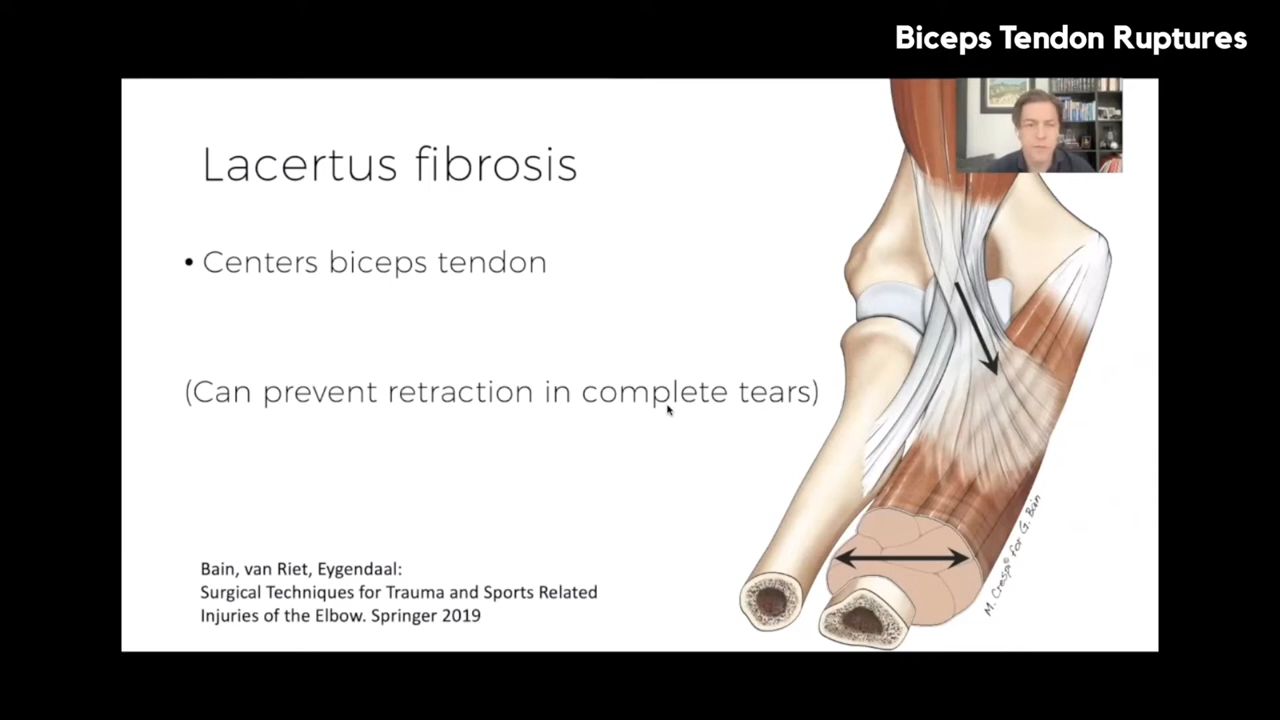 Biceps Tendon Ruptures
Lacertus fibrosis
• Centers biceps tendon
(Can prevent retraction in complete tears)
Bain, van Riet, Eygendaal:
Surgical Techniques for Trauma and Sports Related
Injuries of the Elbow. Springer 2019
M. Crespi © for G. Bain